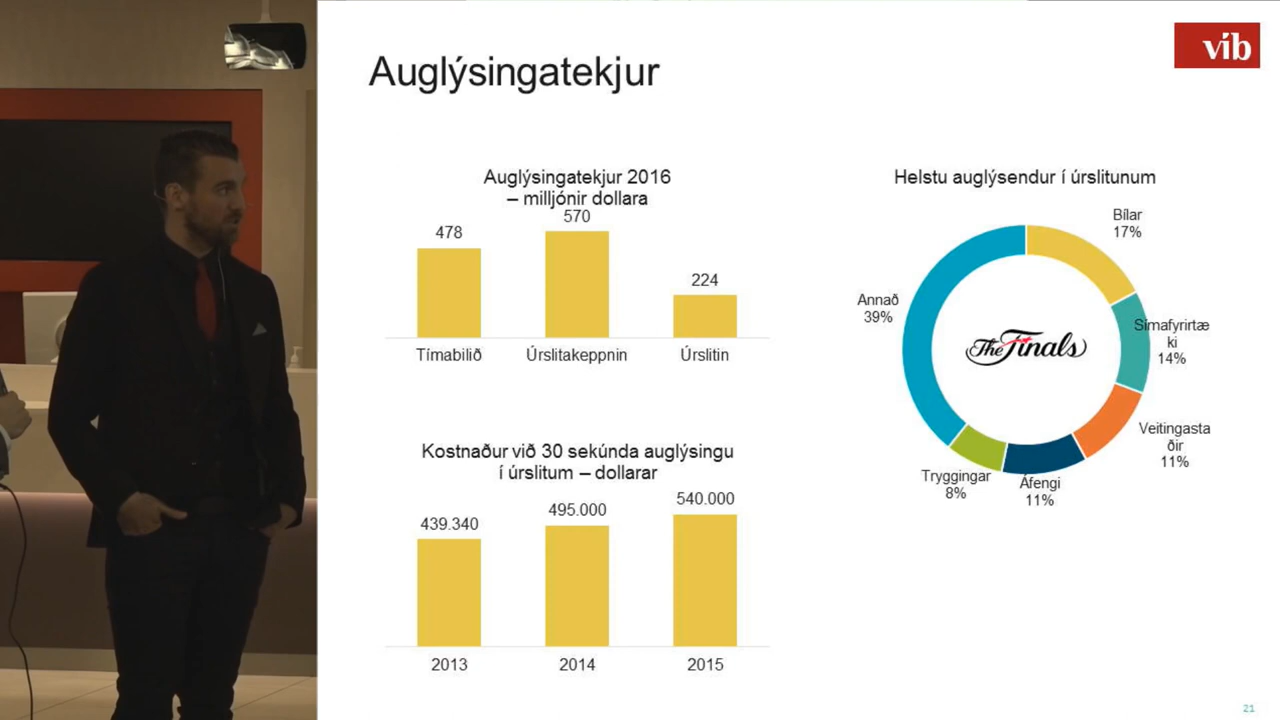 Auglýsingatekjur
víb
Auglýsingatekjur 2016
– milljónir dollara
478
570
224
Tímabilið
Úrslitakeppnin
Úrslitin
Kostnaður við 30 sekúnda auglýsingu
í úrslitum – dollarar
439.340
495.000
540.000
2013
2014
2015
Helstu auglýsendur í úrslitunum
Bílar
17%
Símafyrirtæ
ki
14%
Veitingasta
ðir
11%
Áfengi
11%
Tryggingar
8%
Annað
39%
The Finals
21